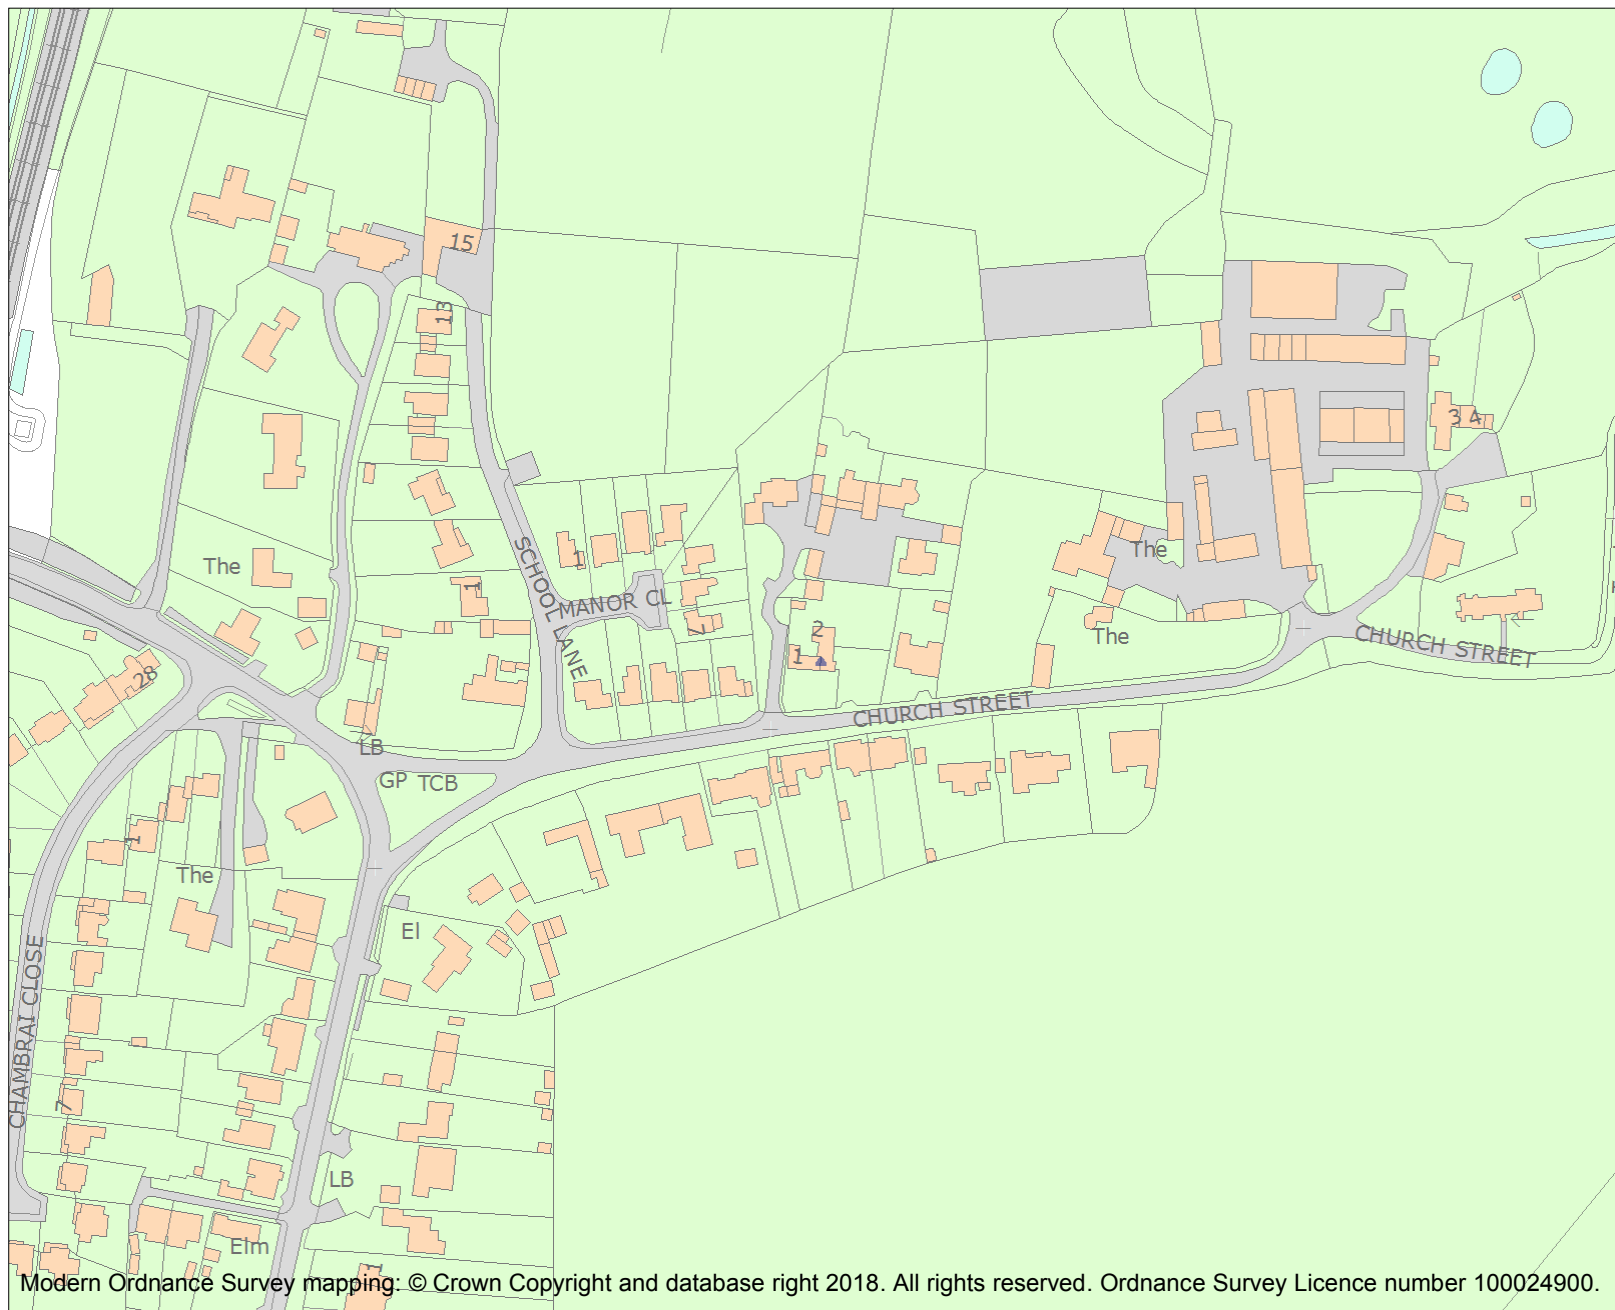 15
13
3 4
The
1
1
SCHOOL LANE
MANOR CL
7
2
1
The
The
CHURCH STREET
28
CHURCH STREET
LB
GP TCB
1
The
El
CHAMBRAI CLOSE
7
LB
Elm
1
Modern Ordnance Survey mapping: © Crown Copyright and database right 2018. All rights reserved. Ordnance Survey Licence number 100024900.